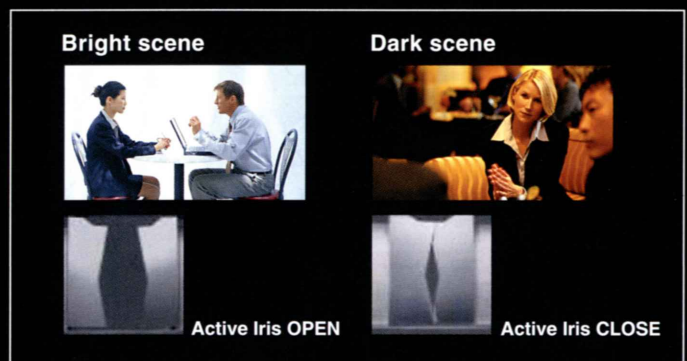 Bright scene
Dark scene
Active Iris OPEN
Active Iris CLOSE